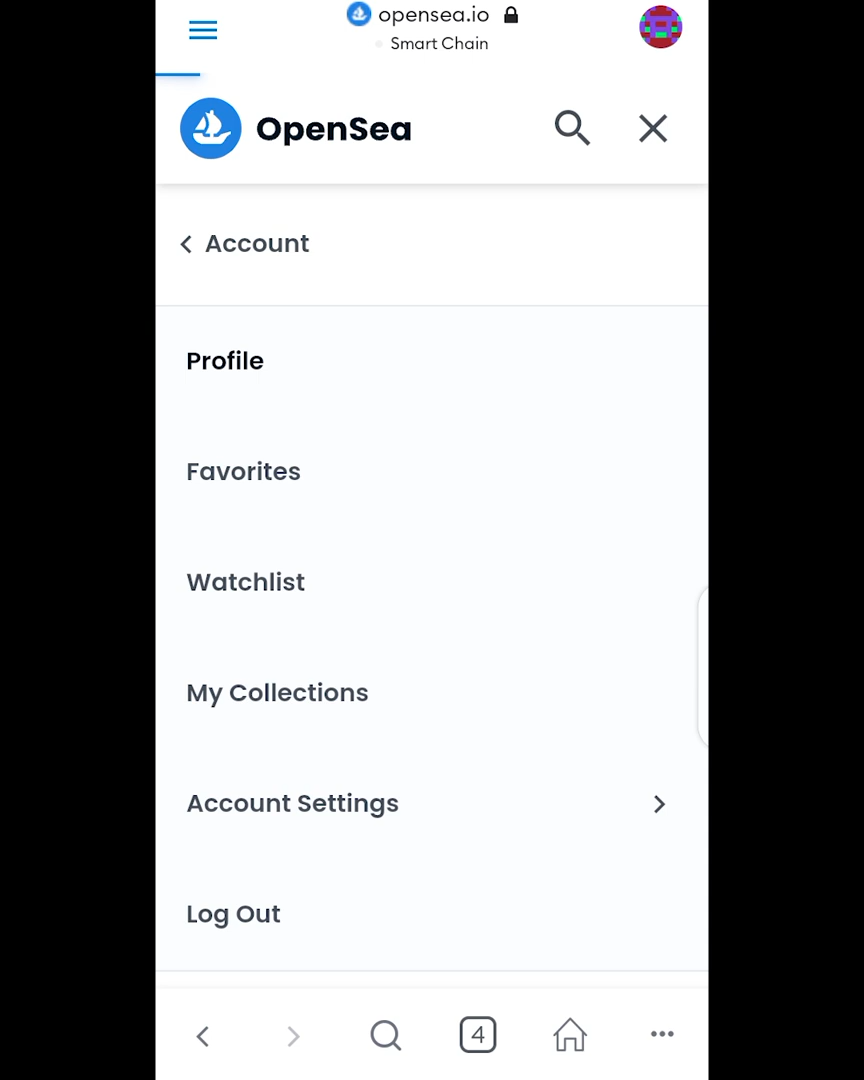 opensea.io
Smart Chain
OpenSea
Account
Profile
Favorites
Watchlist
My Collections
Account Settings
Log Out
4